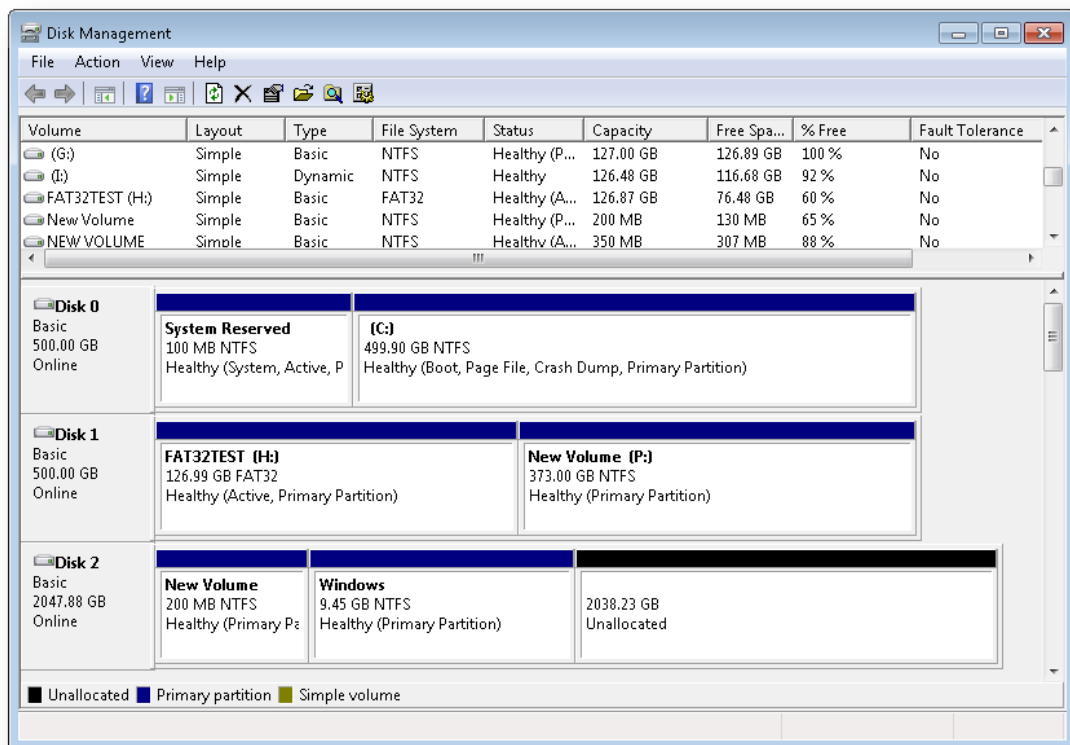 Disk Management
File Action View Help
Volume Layout Type File System Status Capacity Free Spa... % Free Fault Tolerance
(G:) Simple Basic NTFS Healthy (P... 127.00 GB 126.89 GB 100 % No
(I:) Simple Dynamic NTFS Healthy 126.48 GB 116.68 GB 92 % No
FAT32TEST (H:) Simple Basic FAT32 Healthy (A... 126.87 GB 76.48 GB 60 % No
New Volume Simple Basic NTFS Healthy (P... 200 MB 130 MB 65 % No
NEW VOLUME Simple Basic NTFS Healthy (A... 350 MB 307 MB 88 % No
Disk 0
Basic
500.00 GB
Online
System Reserved
100 MB NTFS
Healthy (System, Active, P
(C:)
499.90 GB NTFS
Healthy (Boot, Page File, Crash Dump, Primary Partition)
Disk 1
Basic
500.00 GB
Online
FAT32TEST (H:)
126.99 GB FAT32
Healthy (Active, Primary Partition)
New Volume (P:)
373.00 GB NTFS
Healthy (Primary Partition)
Disk 2
Basic
2047.88 GB
Online
New Volume
200 MB NTFS
Healthy (Primary Pa
Windows
9.45 GB NTFS
Healthy (Primary Partition)
2038.23 GB
Unallocated
Unallocated Primary partition Simple volume